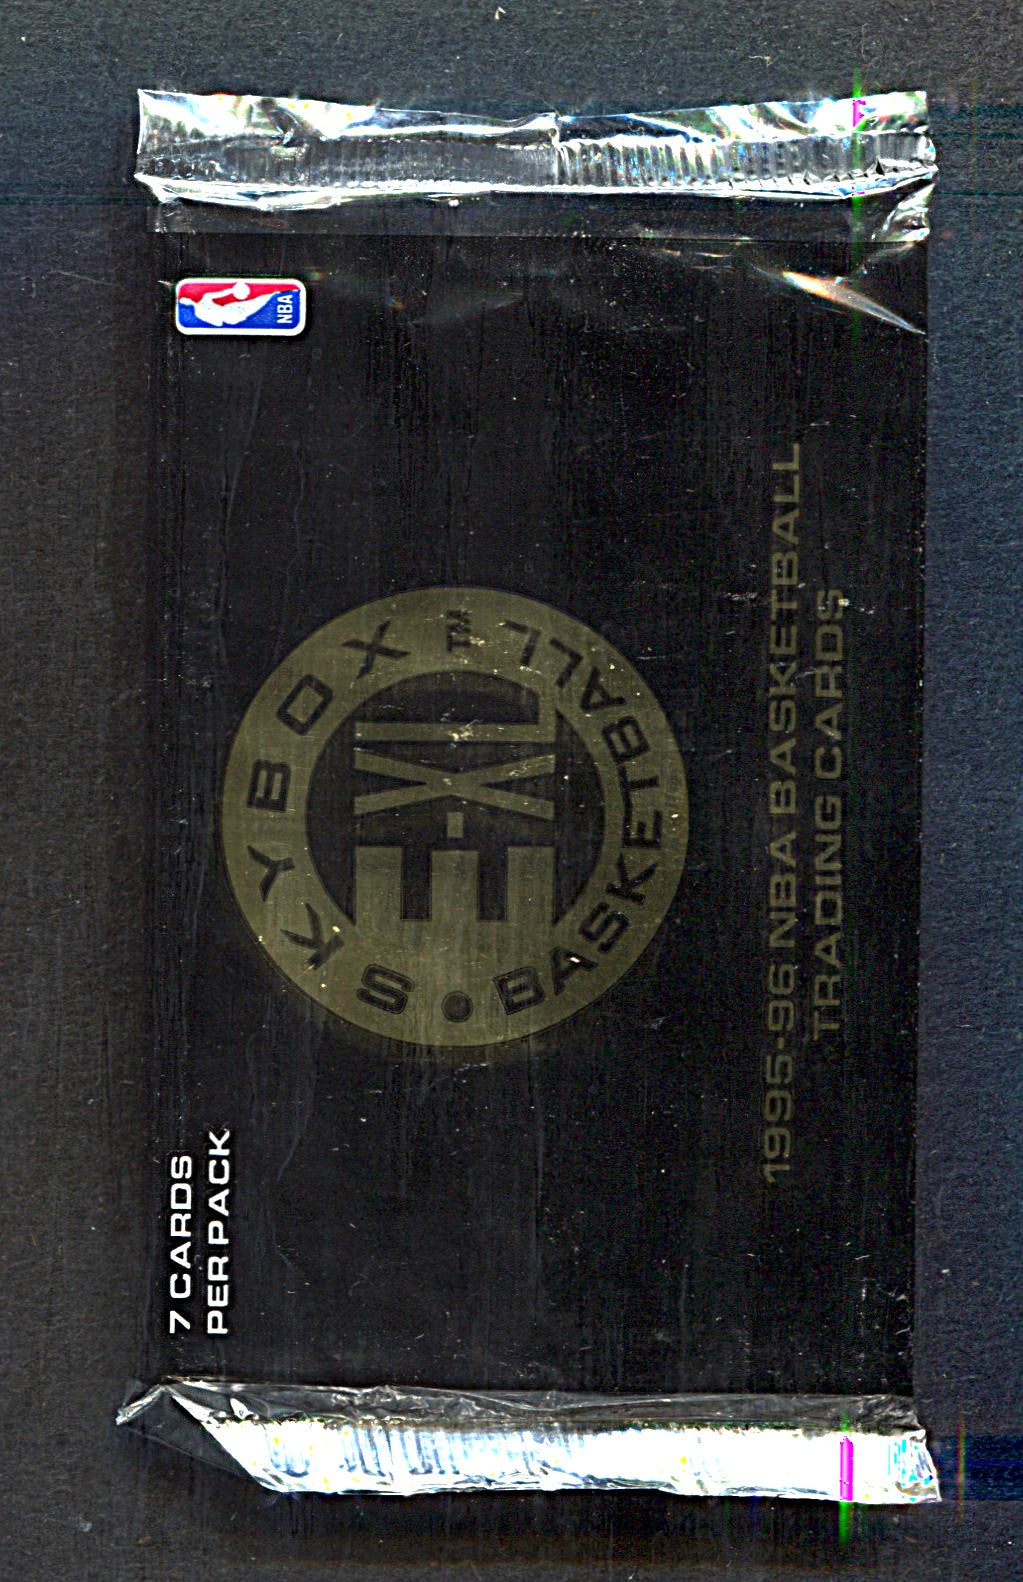 7 CARDS
PER PACK
NBA
SKYBOX™
E-XL
• BASKETBALL
1995-96 NBA BASKETBALL
TRADING CARDS